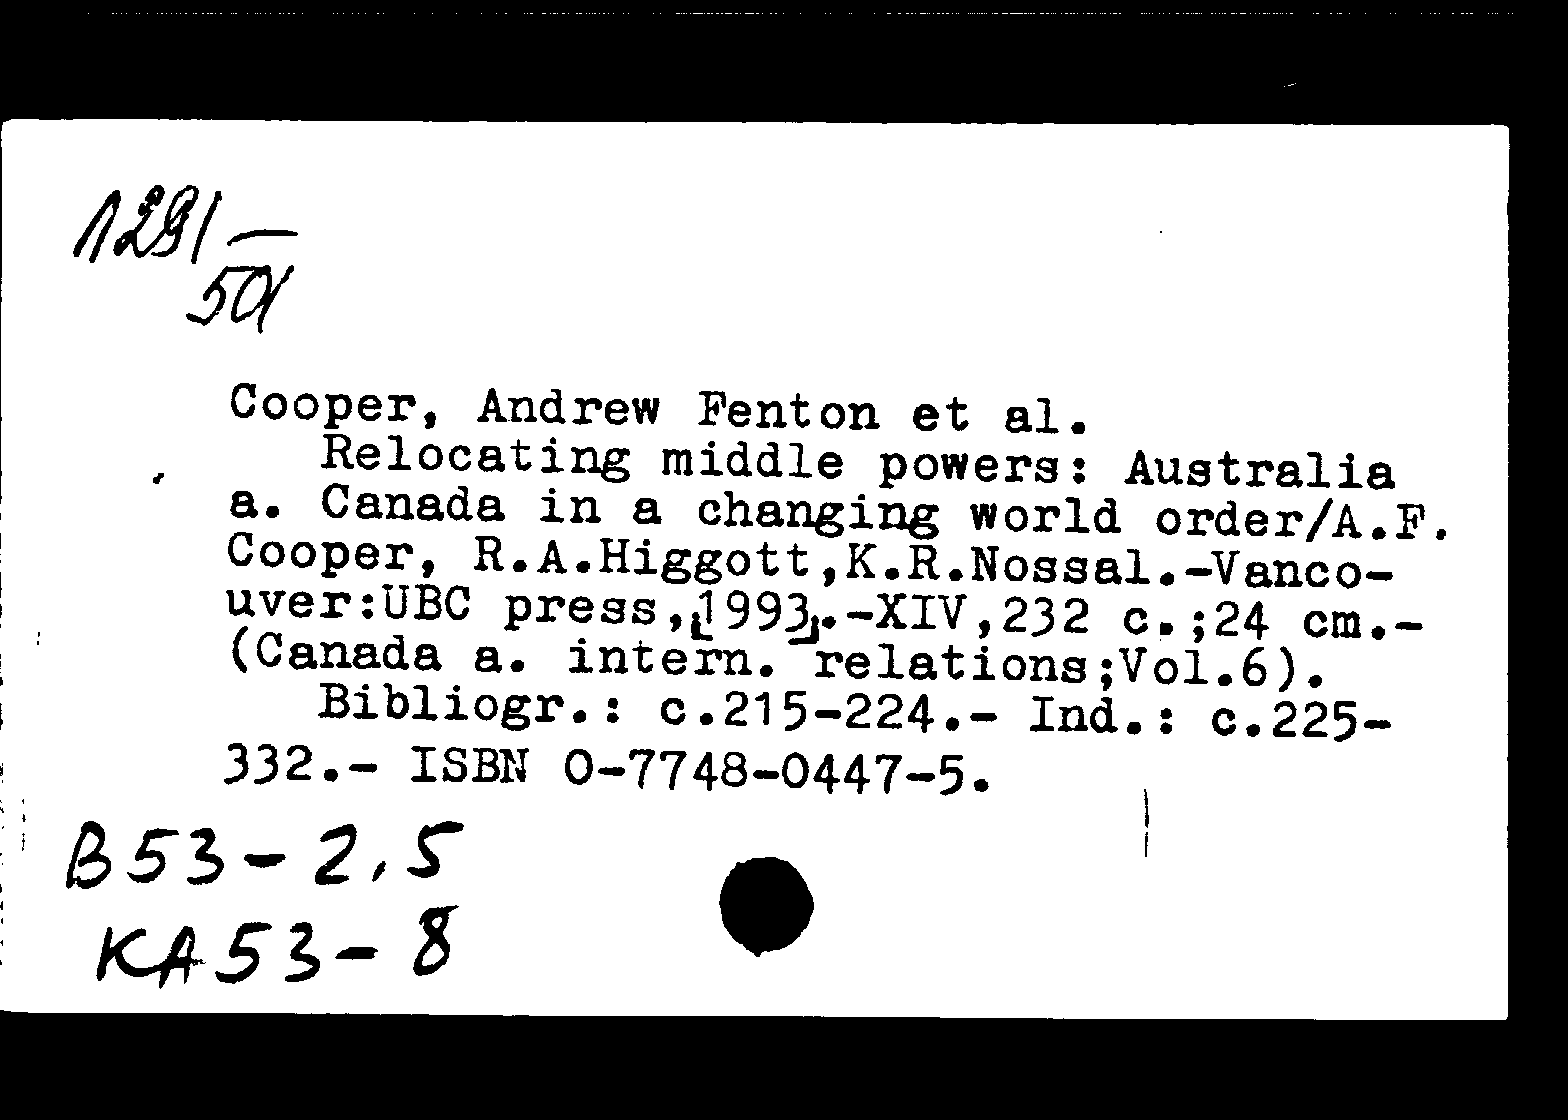 1291—
501
Cooper, Andrew Fenton et al.
Relocating middle powers: Australia
a. Canada in a changing world order/A.F.
Cooper, R.A.Higgott,K.R.Nossal.-Vanco-
uver:UBC press,[1993].-XIV,232 c.;24 cm.-
(Canada a. intern. relations;Vol.6).
Bibliogr.: c.215-224.- Ind.: c.225-
332.- ISBN 0-7748-0447-5.
B53-2,5
KA53-8